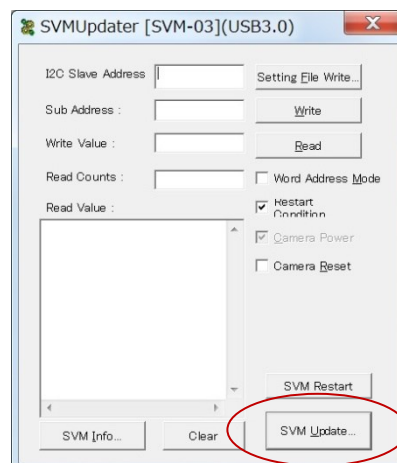 SVMUpdater [SVM-03](USB3.0)
I2C Slave Address
Setting File Write...
Sub Address :
Write
Write Value :
Read
Read Counts :
Word Address Mode
Read Value :
Restart
Condition
Camera Power
Camera Reset
SVM Restart
SVM Info...
Clear
SVM Update...